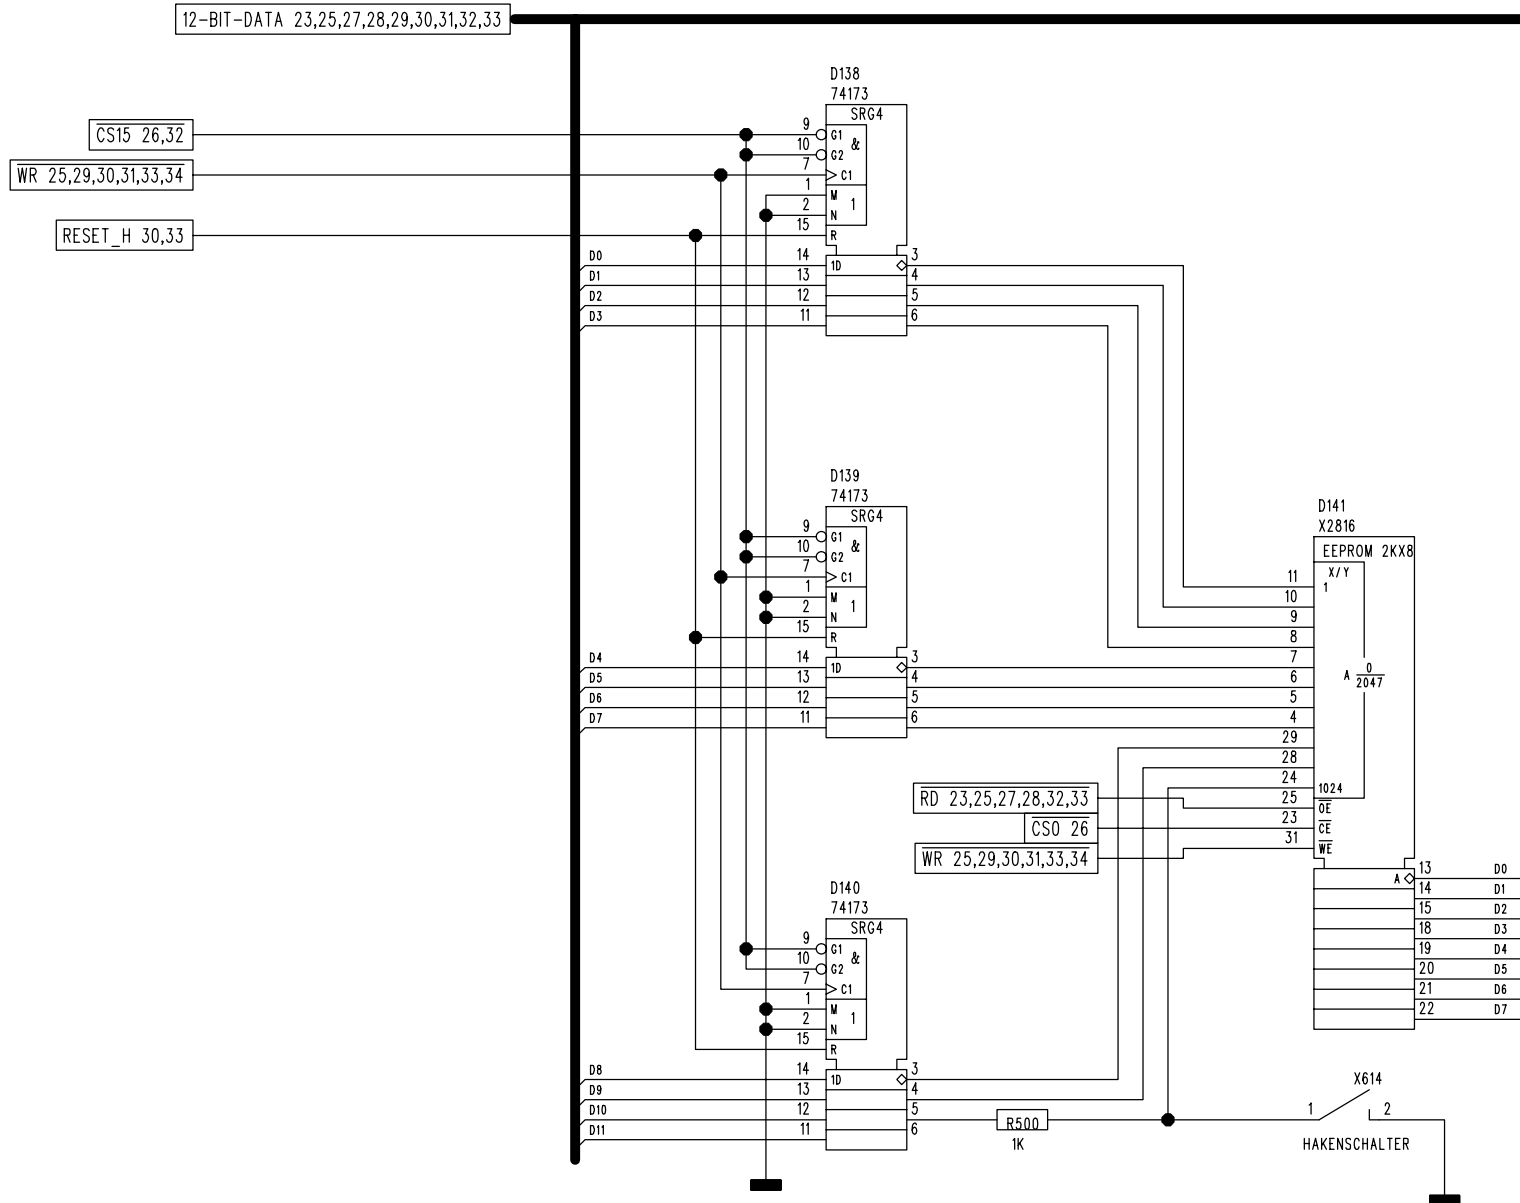 12-BIT-DATA 23,25,27,28,29,30,31,32,33
CS15 26,32
WR 25,29,30,31,33,34
RESET_H 30,33
D138
74173
SRG4
9 G1
10 G2
&
7 C1
1 M
2 N
1
15 R
D0 14 1D 3
D1 13 4
D2 12 5
D3 11 6
D139
74173
SRG4
9 G1
10 G2
&
7 C1
1 M
2 N
1
15 R
D4 14 1D 3
D5 13 4
D6 12 5
D7 11 6
D141
X2816
EEPROM 2KX8
X/Y
11 1
10
9
8
7
6
5
4
29
28
24 1024
25 OE
23 CE
31 WE
A 0
2047
RD 23,25,27,28,32,33
CS0 26
WR 25,29,30,31,33,34
A 13 D0
14 D1
15 D2
18 D3
19 D4
20 D5
21 D6
22 D7
D140
74173
SRG4
9 G1
10 G2
&
7 C1
1 M
2 N
1
15 R
D8 14 1D 3
D9 13 4
D10 12 5
D11 11 6
R500
1K
X614
1 2
HAKENSCHALTER